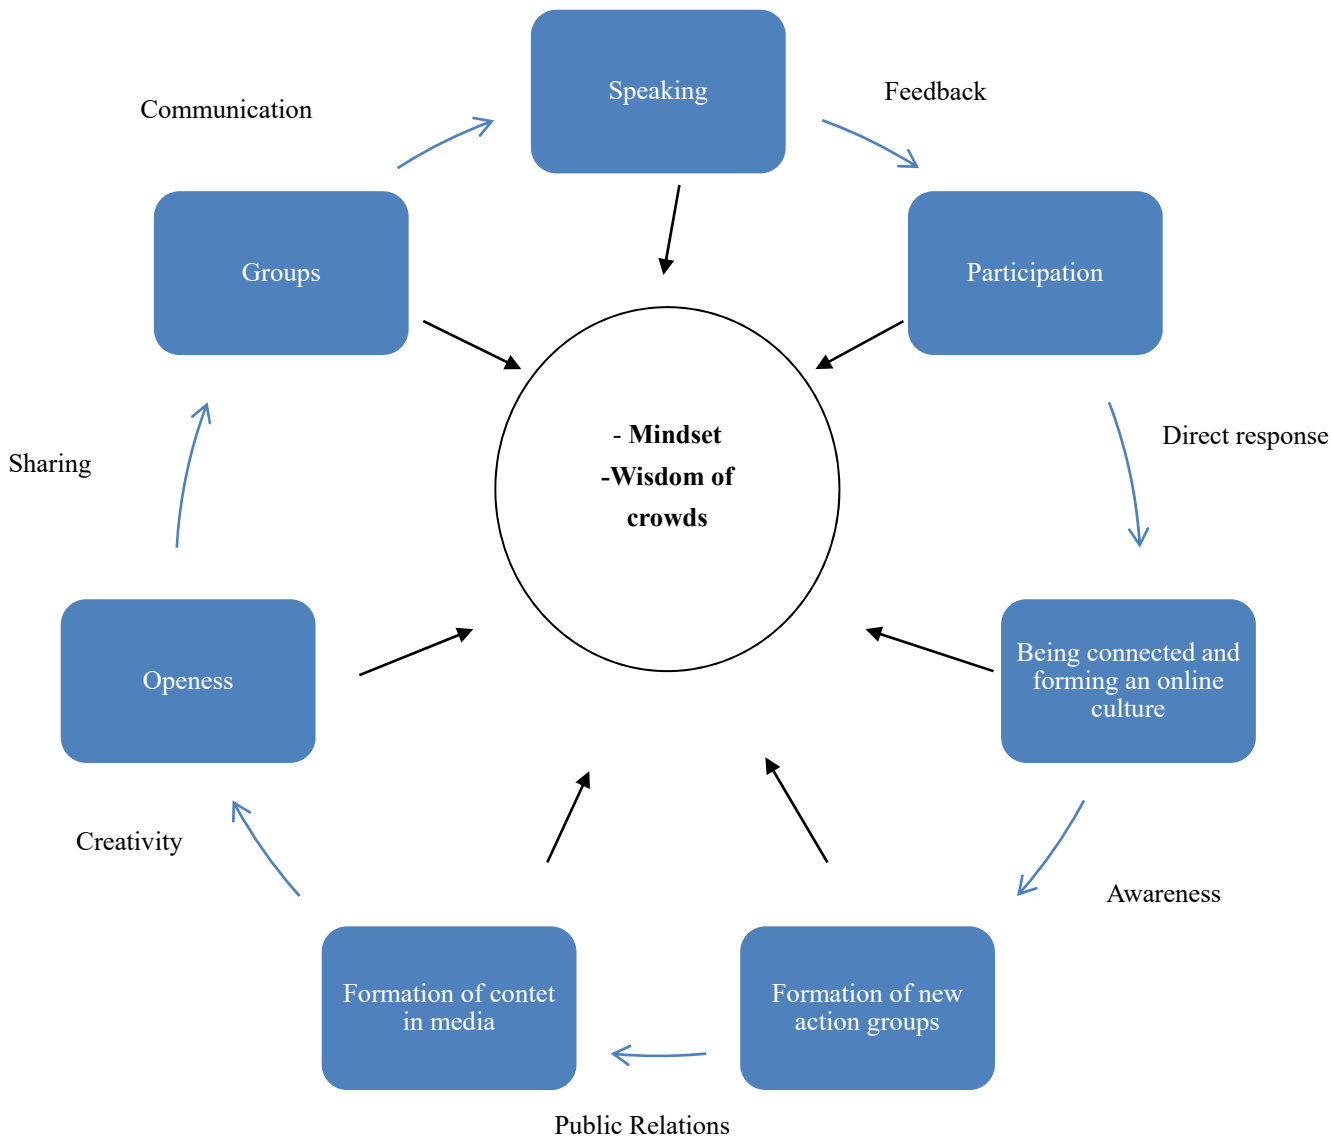 Speaking
Feedback
Communication
Groups
Participation
- Mindset
-Wisdom of
crowds
Direct response
Sharing
Being connected and
forming an online
culture
Openess
Creativity
Awareness
Formation of contet
in media
Formation of new
action groups
Public Relations